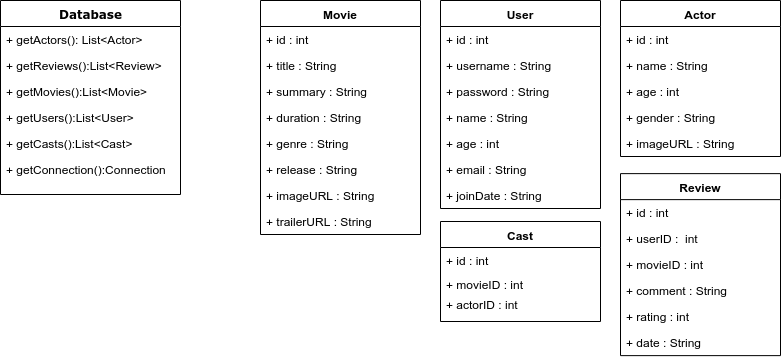 Database
+ getActors(): List<Actor>
+ getReviews():List<Review>
+ getMovies():List<Movie>
+ getUsers():List<User>
+ getCasts():List<Cast>
+ getConnection():Connection
Movie
+ id : int
+ title : String
+ summary : String
+ duration : String
+ genre : String
+ release : String
+ imageURL : String
+ trailerURL : String
User
+ id : int
+ username : String
+ password : String
+ name : String
+ age : int
+ email : String
+ joinDate : String
Cast
+ id : int
+ movieID : int
+ actorID : int
Actor
+ id : int
+ name : String
+ age : int
+ gender : String
+ imageURL : String
Review
+ id : int
+ userID :  int
+ movieID : int
+ comment : String
+ rating : int
+ date : String